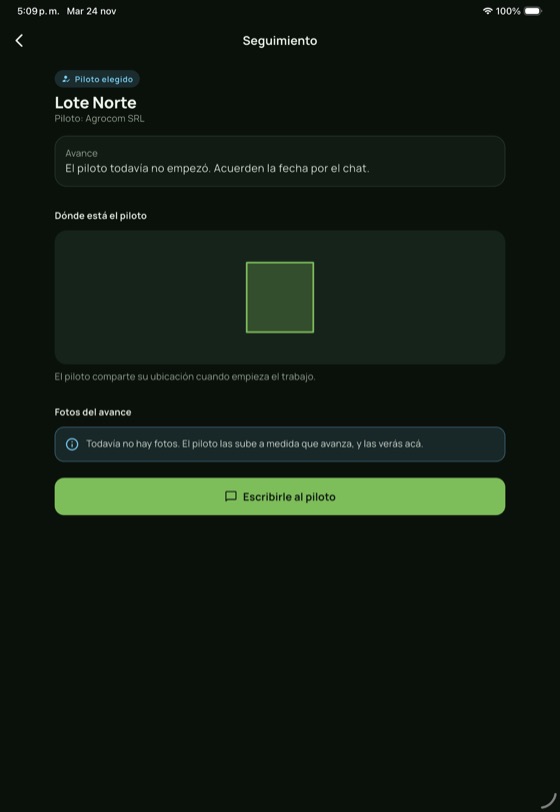 5:09 p. m. Mar 24 nov
100%
Seguimiento
Piloto elegido
Lote Norte
Piloto: Agrocom SRL
Avance
El piloto todavía no empezó. Acuerden la fecha por el chat.
Dónde está el piloto
El piloto comparte su ubicación cuando empieza el trabajo.
Fotos del avance
Todavía no hay fotos. El piloto las sube a medida que avanza, y las verás acá.
Escribirle al piloto